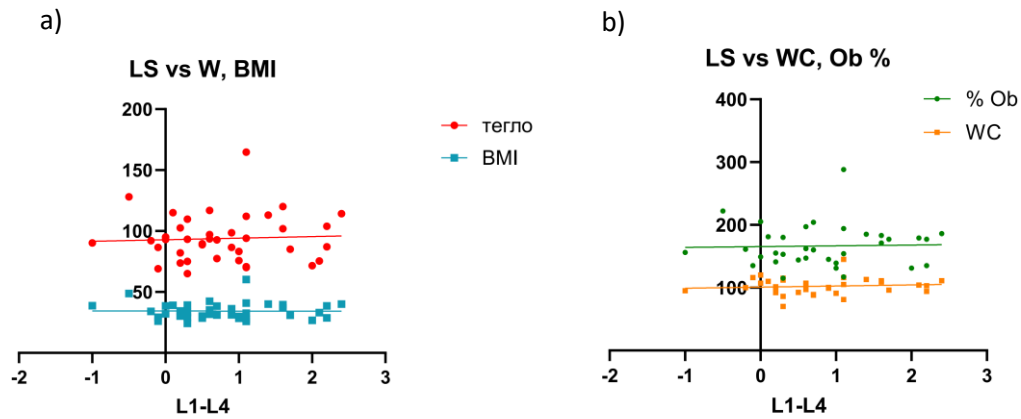 a)
LS vs W, BMI
200
150
100
50
-2 -1 0 1 2 3
L1-L4
тегло
BMI
b)
LS vs WC, Ob %
400
300
200
100
-2 -1 0 1 2 3
L1-L4
% Ob
WC